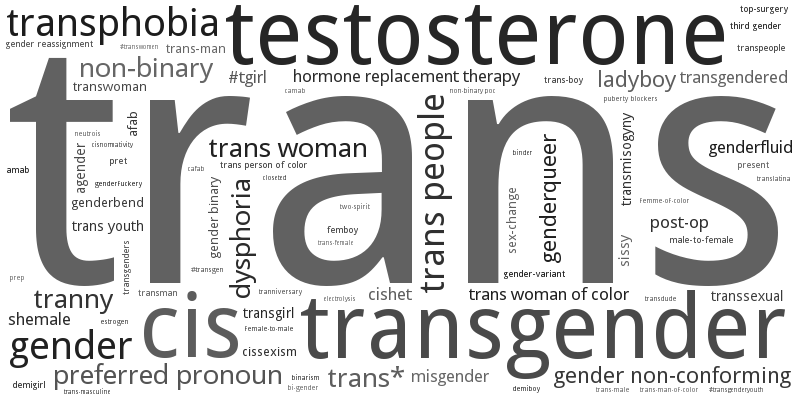 transphobia
testosterone
top-surgery
third gender
gender reassignment
#transwomen
trans-man
transpeople
non-binary
#tgirl
hormone replacement therapy
trans-boy
ladyboy
transgendered
transwoman
camab
non-binary poc
puberty blockers
trans
neutrois
afab
cisnormativity
trans woman
trans people
transmisogyny
genderfluid
pret
agender
trans person of color
binder
genderqueer
present
amab
cafab
closeted
translatina
genderfuckery
gender binary
dysphoria
sex-change
genderbend
two-spirit
femme-of-color
trans youth
femboy
post-op
trans-female
sissy
male-to-female
transgenders
#transgen
gender-variant
prep
tranny
transman
tranniversary
electrolysis
cishet
trans woman of color
transdude
transsexual
shemale
estrogen
cis
transgirl
transgender
female-to-male
gender
cissexism
demigirl
preferred pronoun
binarism
bi-gender
trans*
misgender
gender non-conforming
trans-masculine
demiboy
trans-male
trans-man-of-color
#transgenderyouth